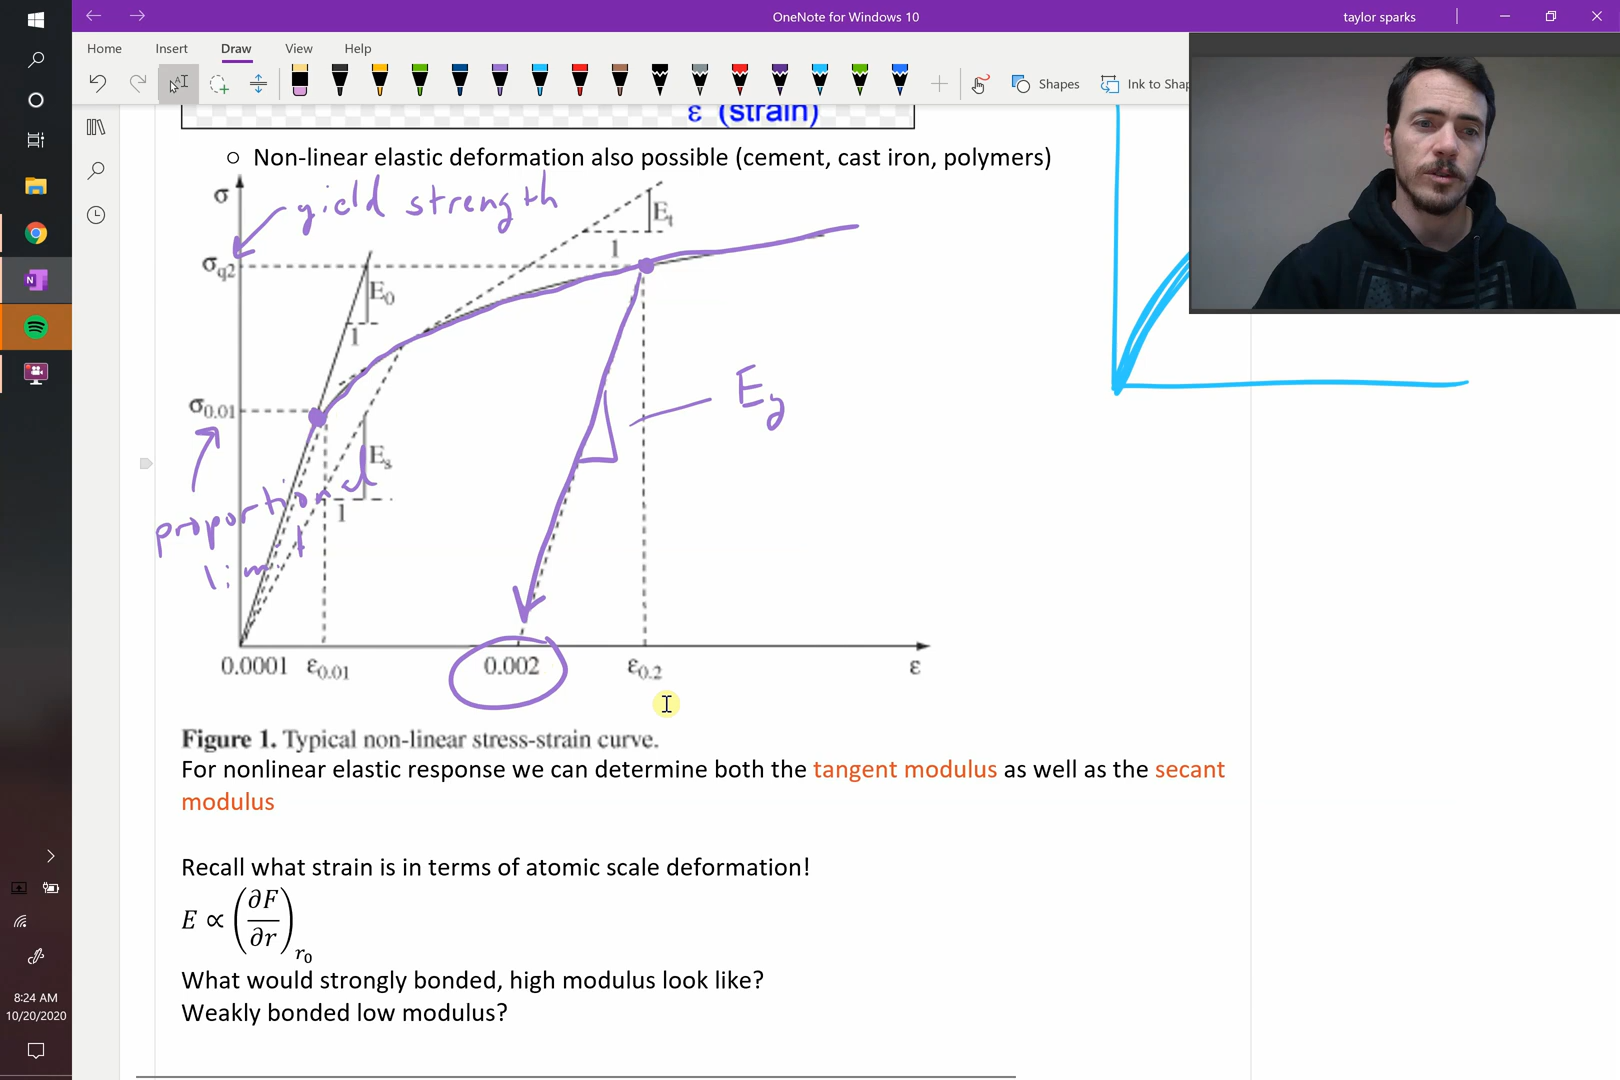 OneNote for Windows 10
taylor sparks
Home Insert Draw View Help
Shapes
Ink to Shap
ε (strain)
○ Non-linear elastic deformation also possible (cement, cast iron, polymers)
σ
yield strength
Et
1
σq2
E0
1
σ0.01
Es
1
proportional
limit
Ey
0.0001 ε0.01 0.002 ε0.2 ε
Figure 1. Typical non-linear stress-strain curve.
For nonlinear elastic response we can determine both the tangent modulus as well as the secant
modulus
Recall what strain is in terms of atomic scale deformation!
E ∝ (∂F/∂r)r0
What would strongly bonded, high modulus look like?
Weakly bonded low modulus?
8:24 AM
10/20/2020